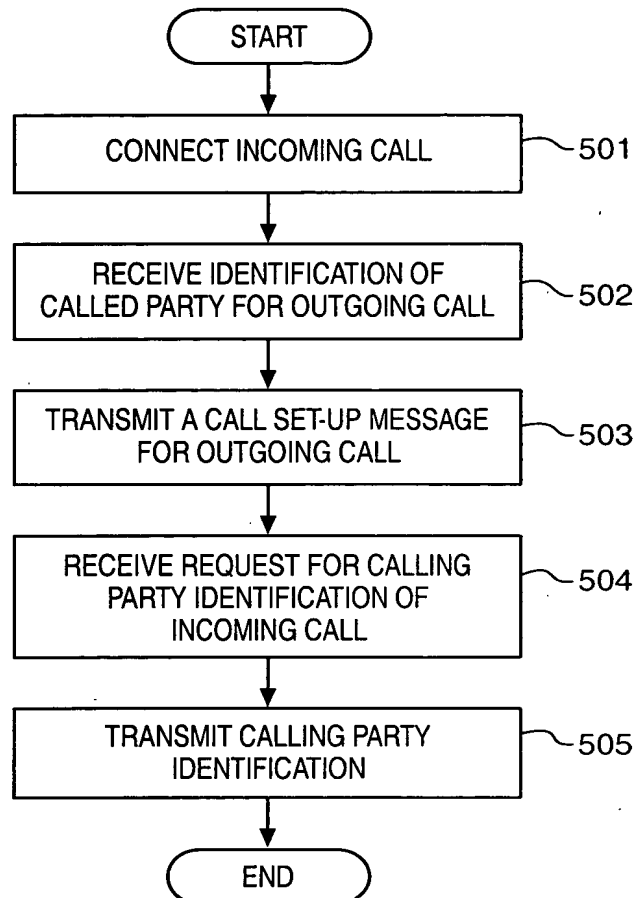 START
CONNECT INCOMING CALL
501
RECEIVE IDENTIFICATION OF
CALLED PARTY FOR OUTGOING CALL
502
TRANSMIT A CALL SET-UP MESSAGE
FOR OUTGOING CALL
503
RECEIVE REQUEST FOR CALLING
PARTY IDENTIFICATION OF
INCOMING CALL
504
TRANSMIT CALLING PARTY
IDENTIFICATION
505
END